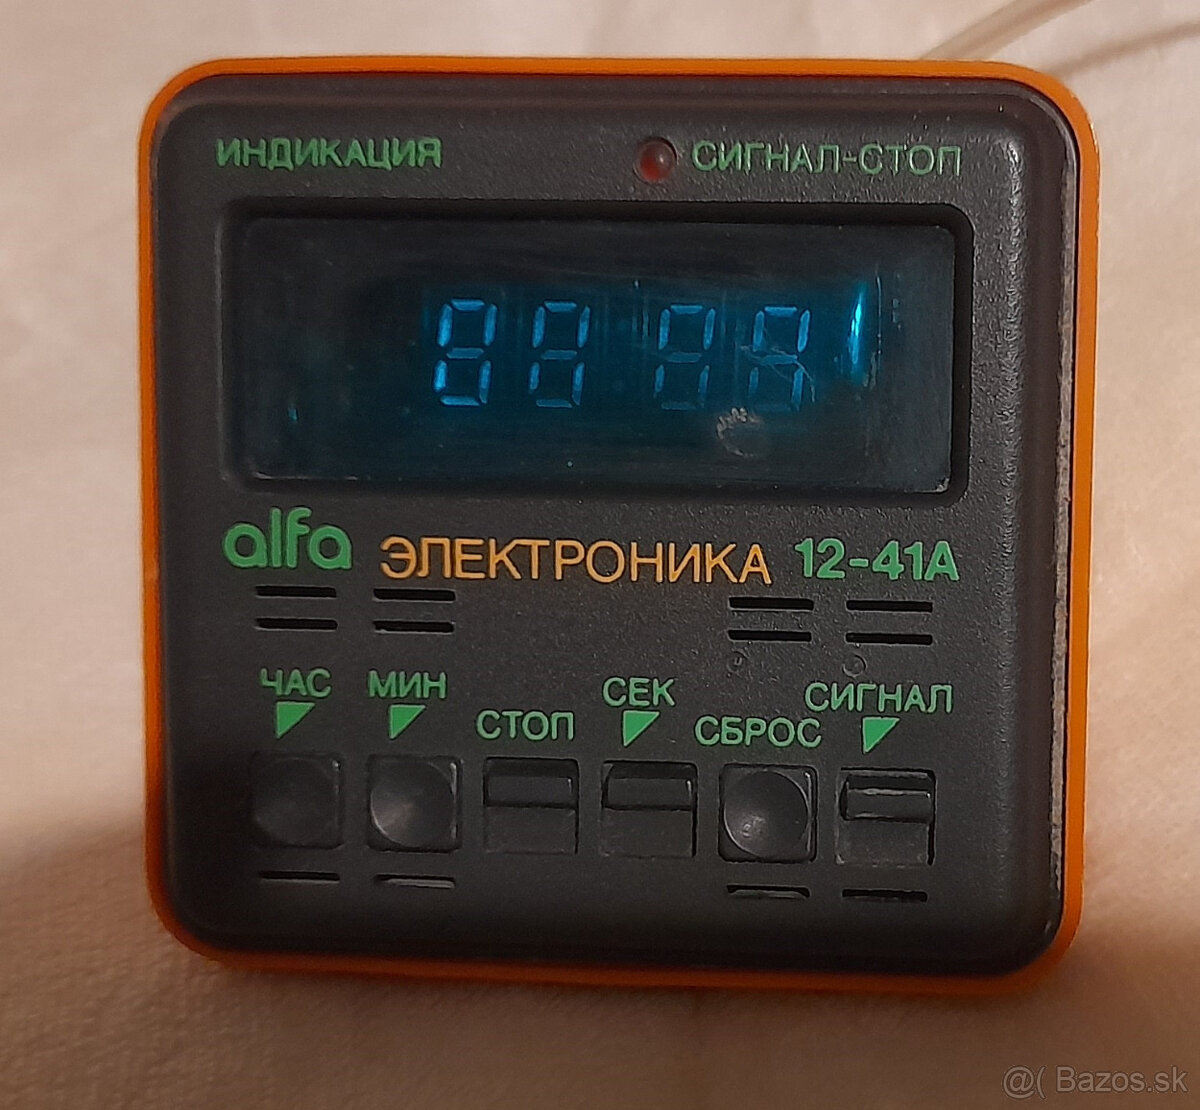 ИНДИКАЦИЯ СИГНАЛ-СТОП
alfa ЭЛЕКТРОНИКА 12-41А
ЧАС МИН СТОП СЕК СБРОС СИГНАЛ
@( Bazos.sk